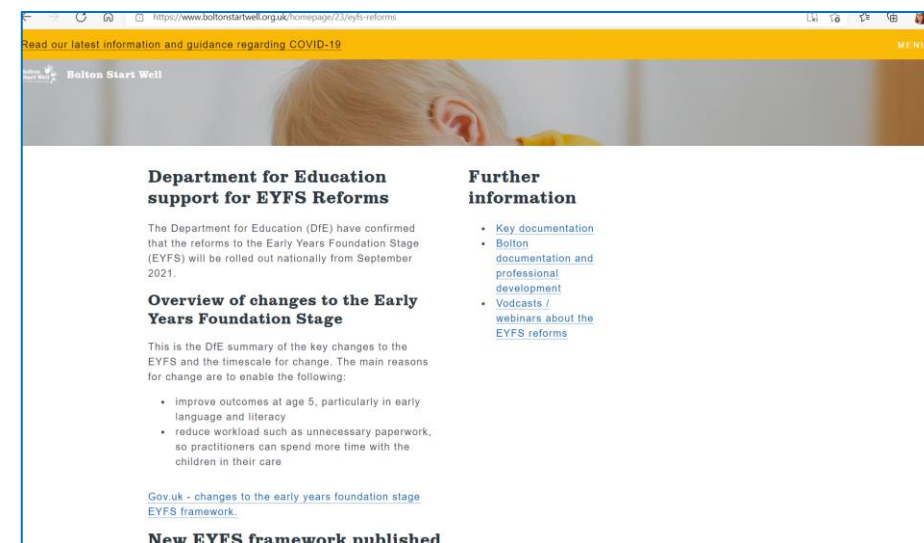 https://www.boltonstartwell.org.uk/homepage/23/eyfs-reforms
Read our latest information and guidance regarding COVID-19
MENU
Bolton Start Well
Department for Education
support for EYFS Reforms
The Department for Education (DfE) have confirmed
that the reforms to the Early Years Foundation Stage
(EYFS) will be rolled out nationally from September
2021.
Overview of changes to the Early
Years Foundation Stage
This is the DfE summary of the key changes to the
EYFS and the timescale for change. The main reasons
for change are to enable the following:
• improve outcomes at age 5, particularly in early
language and literacy
• reduce workload such as unnecessary paperwork,
so practitioners can spend more time with the
children in their care
Gov.uk - changes to the early years foundation stage
EYFS framework.
New EYFS framework published
Further
information
• Key documentation
• Bolton
documentation and
professional
development
• Vodcasts /
webinars about the
EYFS reforms